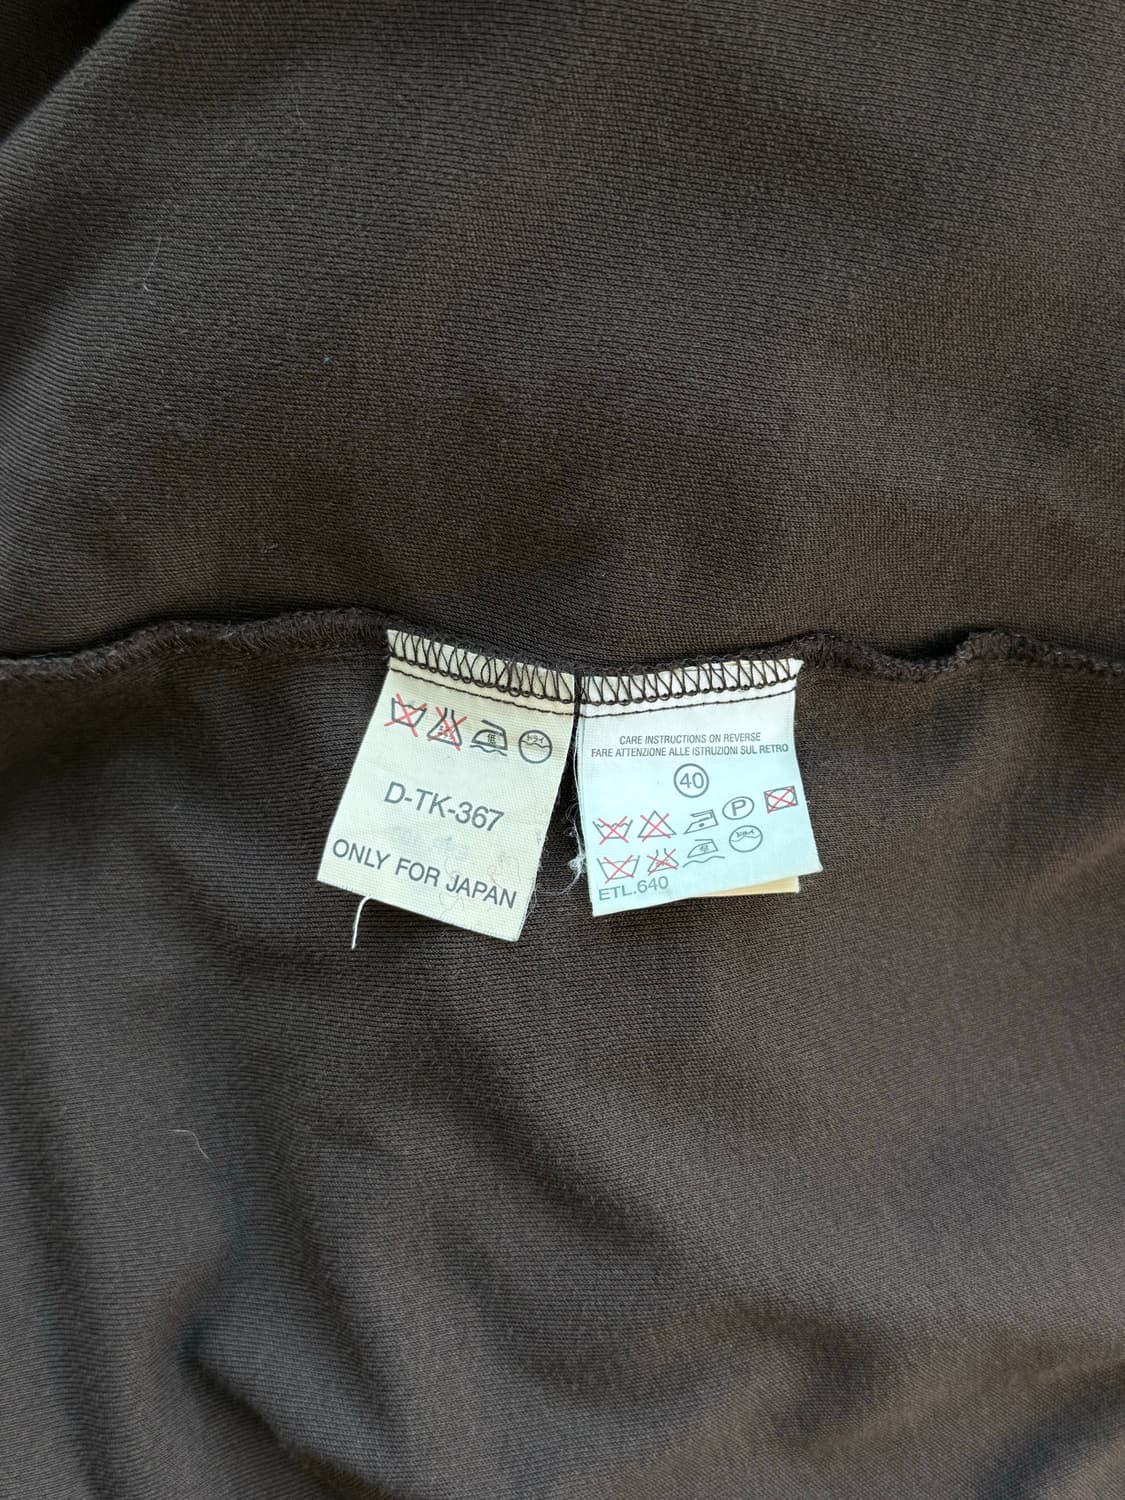 D-TK-367
ONLY FOR JAPAN
CARE INSTRUCTIONS ON REVERSE
FARE ATTENZIONE ALLE ISTRUZIONI SUL RETRO
40
P
ETL.640